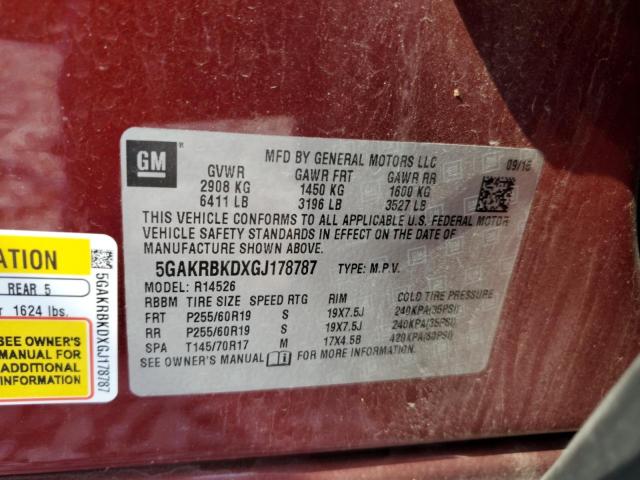 GM
MFD BY GENERAL MOTORS LLC 09/15
GVWR GAWR FRT GAWR RR
2908 KG 1450 KG 1600 KG
6411 LB 3196 LB 3527 LB
THIS VEHICLE CONFORMS TO ALL APPLICABLE U.S. FEDERAL MOTOR
VEHICLE SAFETY STANDARDS IN EFFECT ON THE DATE OF
MANUFACTURE SHOWN ABOVE.
5GAKRBKDXGJ178787 TYPE: M.P.V.
MODEL: R14526
RBBM TIRE SIZE SPEED RTG RIM COLD TIRE PRESSURE
FRT P255/60R19 S 19X7.5J 240KPA(35PSI)
RR P255/60R19 S 19X7.5J 240KPA(35PSI)
SPA T145/70R17 M 17X4.5B 420KPA(60PSI)
SEE OWNER'S MANUAL FOR MORE INFORMATION.
ATION
REAR 5
1624 lbs.
SEE OWNER'S
MANUAL FOR
ADDITIONAL
INFORMATION
5GAKRBKDXGJ178787